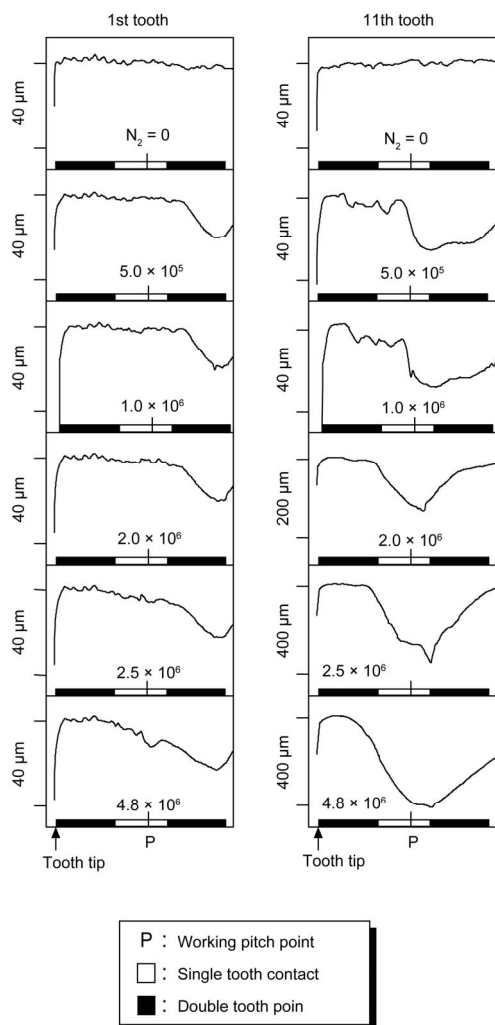 1st tooth
11th tooth
40 μm
N₂ = 0
40 μm
N₂ = 0
40 μm
5.0 × 10⁵
40 μm
5.0 × 10⁵
40 μm
1.0 × 10⁶
40 μm
1.0 × 10⁶
40 μm
2.0 × 10⁶
200 μm
2.0 × 10⁶
40 μm
2.5 × 10⁶
400 μm
2.5 × 10⁶
40 μm
4.8 × 10⁶
400 μm
4.8 × 10⁶
P
Tooth tip
P
Tooth tip
P : Working pitch point
: Single tooth contact
: Double tooth poin